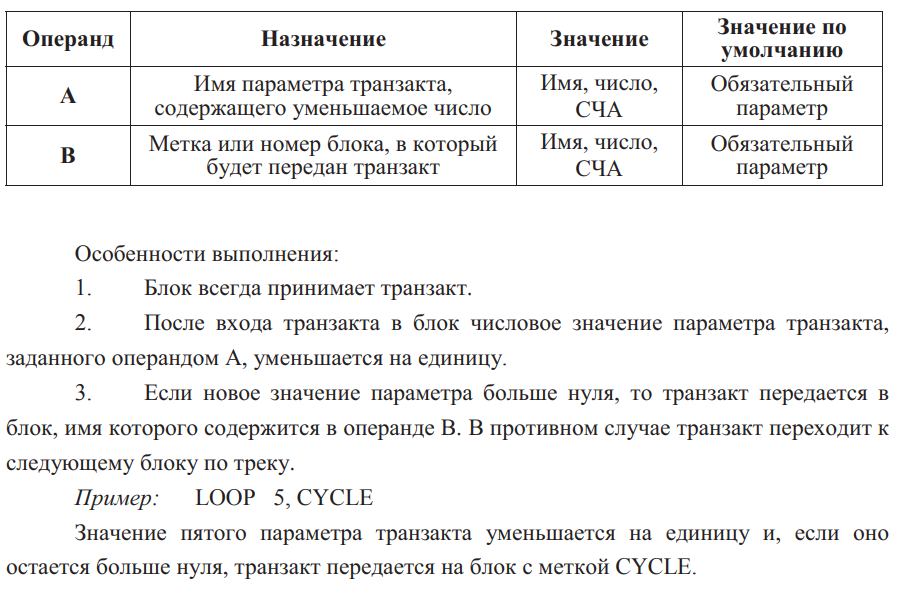 Операнд Назначение Значение Значение по
умолчанию
A Имя параметра транзакта,
содержащего уменьшаемое число Имя, число,
СЧА Обязательный
параметр
B Метка или номер блока, в который
будет передан транзакт Имя, число,
СЧА Обязательный
параметр
Особенности выполнения:
1. Блок всегда принимает транзакт.
2. После входа транзакта в блок числовое значение параметра транзакта,
заданного операндом А, уменьшается на единицу.
3. Если новое значение параметра больше нуля, то транзакт передается в
блок, имя которого содержится в операнде B. В противном случае транзакт переходит к
следующему блоку по треку.
Пример: LOOP 5, CYCLE
Значение пятого параметра транзакта уменьшается на единицу и, если оно
остается больше нуля, транзакт передается на блок с меткой CYCLE.